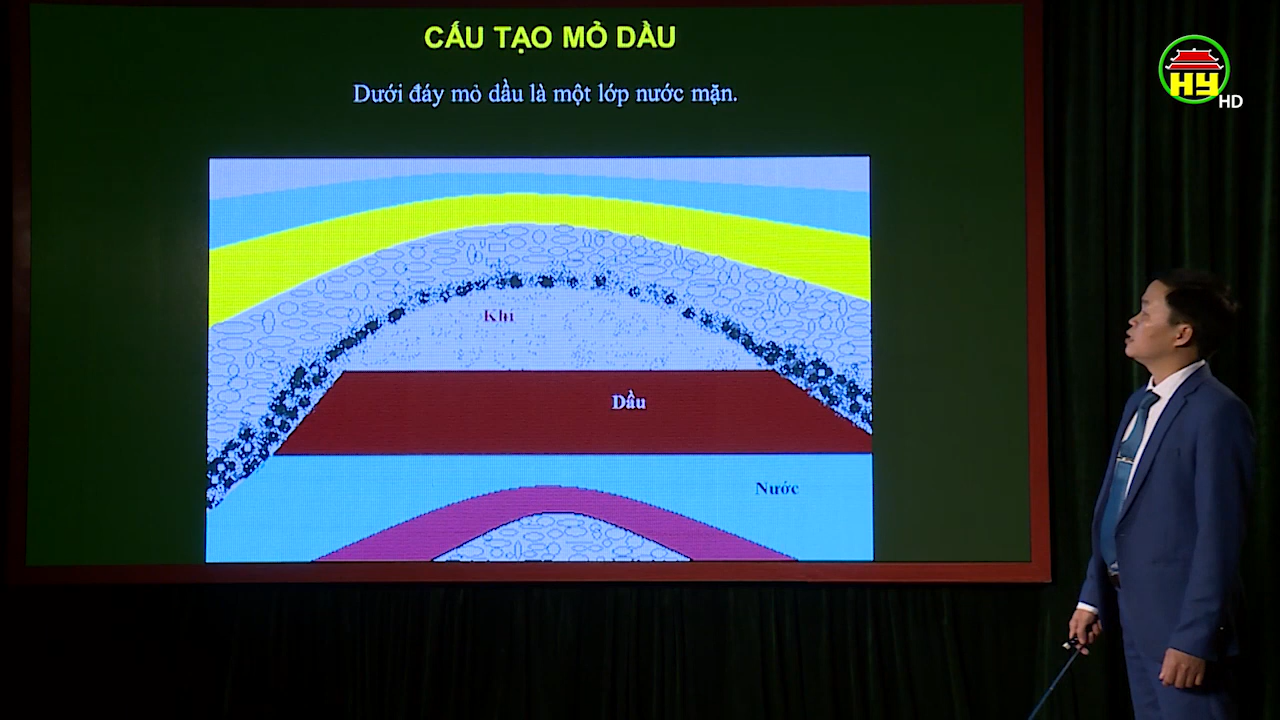 CẤU TẠO MỎ DẦU
Dưới đáy mỏ dầu là một lớp nước mặn.
HY
HD
Khí
Dầu
Nước